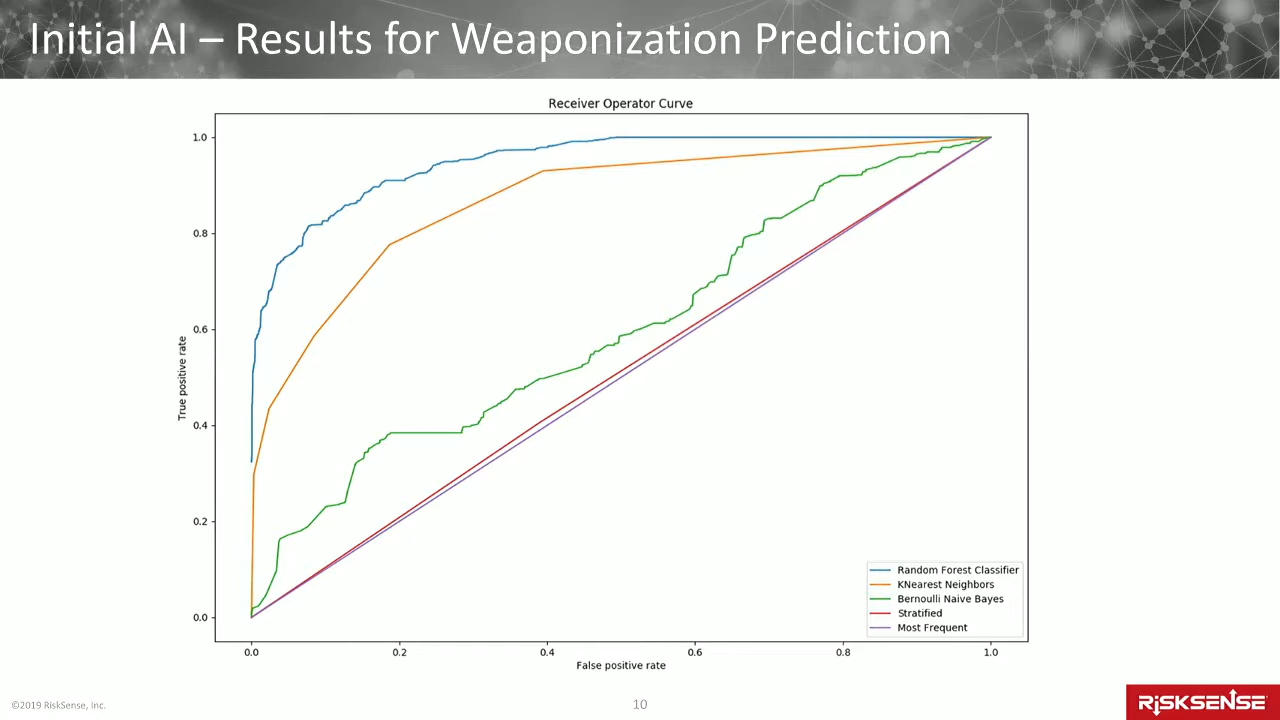 Initial AI – Results for Weaponization Prediction
Receiver Operator Curve
1.0
0.8
0.6
0.4
0.2
0.0
True positive rate
0.0 0.2 0.4 0.6 0.8 1.0
False positive rate
Random Forest Classifier
KNearest Neighbors
Bernoulli Naive Bayes
Stratified
Most Frequent
©2019 RiskSense, Inc.
10
RISKSENSE